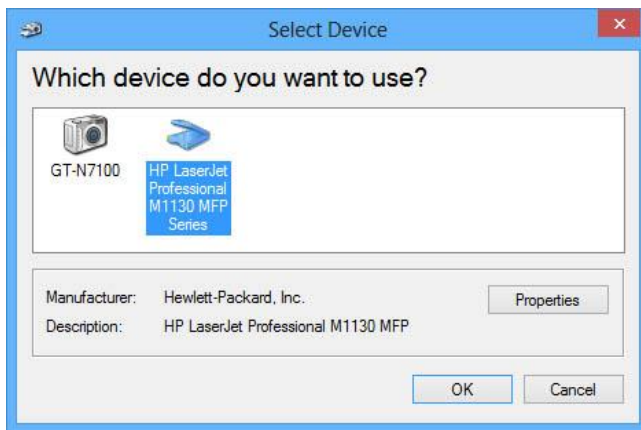 Select Device
Which device do you want to use?
GT-N7100
HP LaserJet
Professional
M1130 MFP
Series
Manufacturer: Hewlett-Packard, Inc.
Properties
Description: HP LaserJet Professional M1130 MFP
OK Cancel